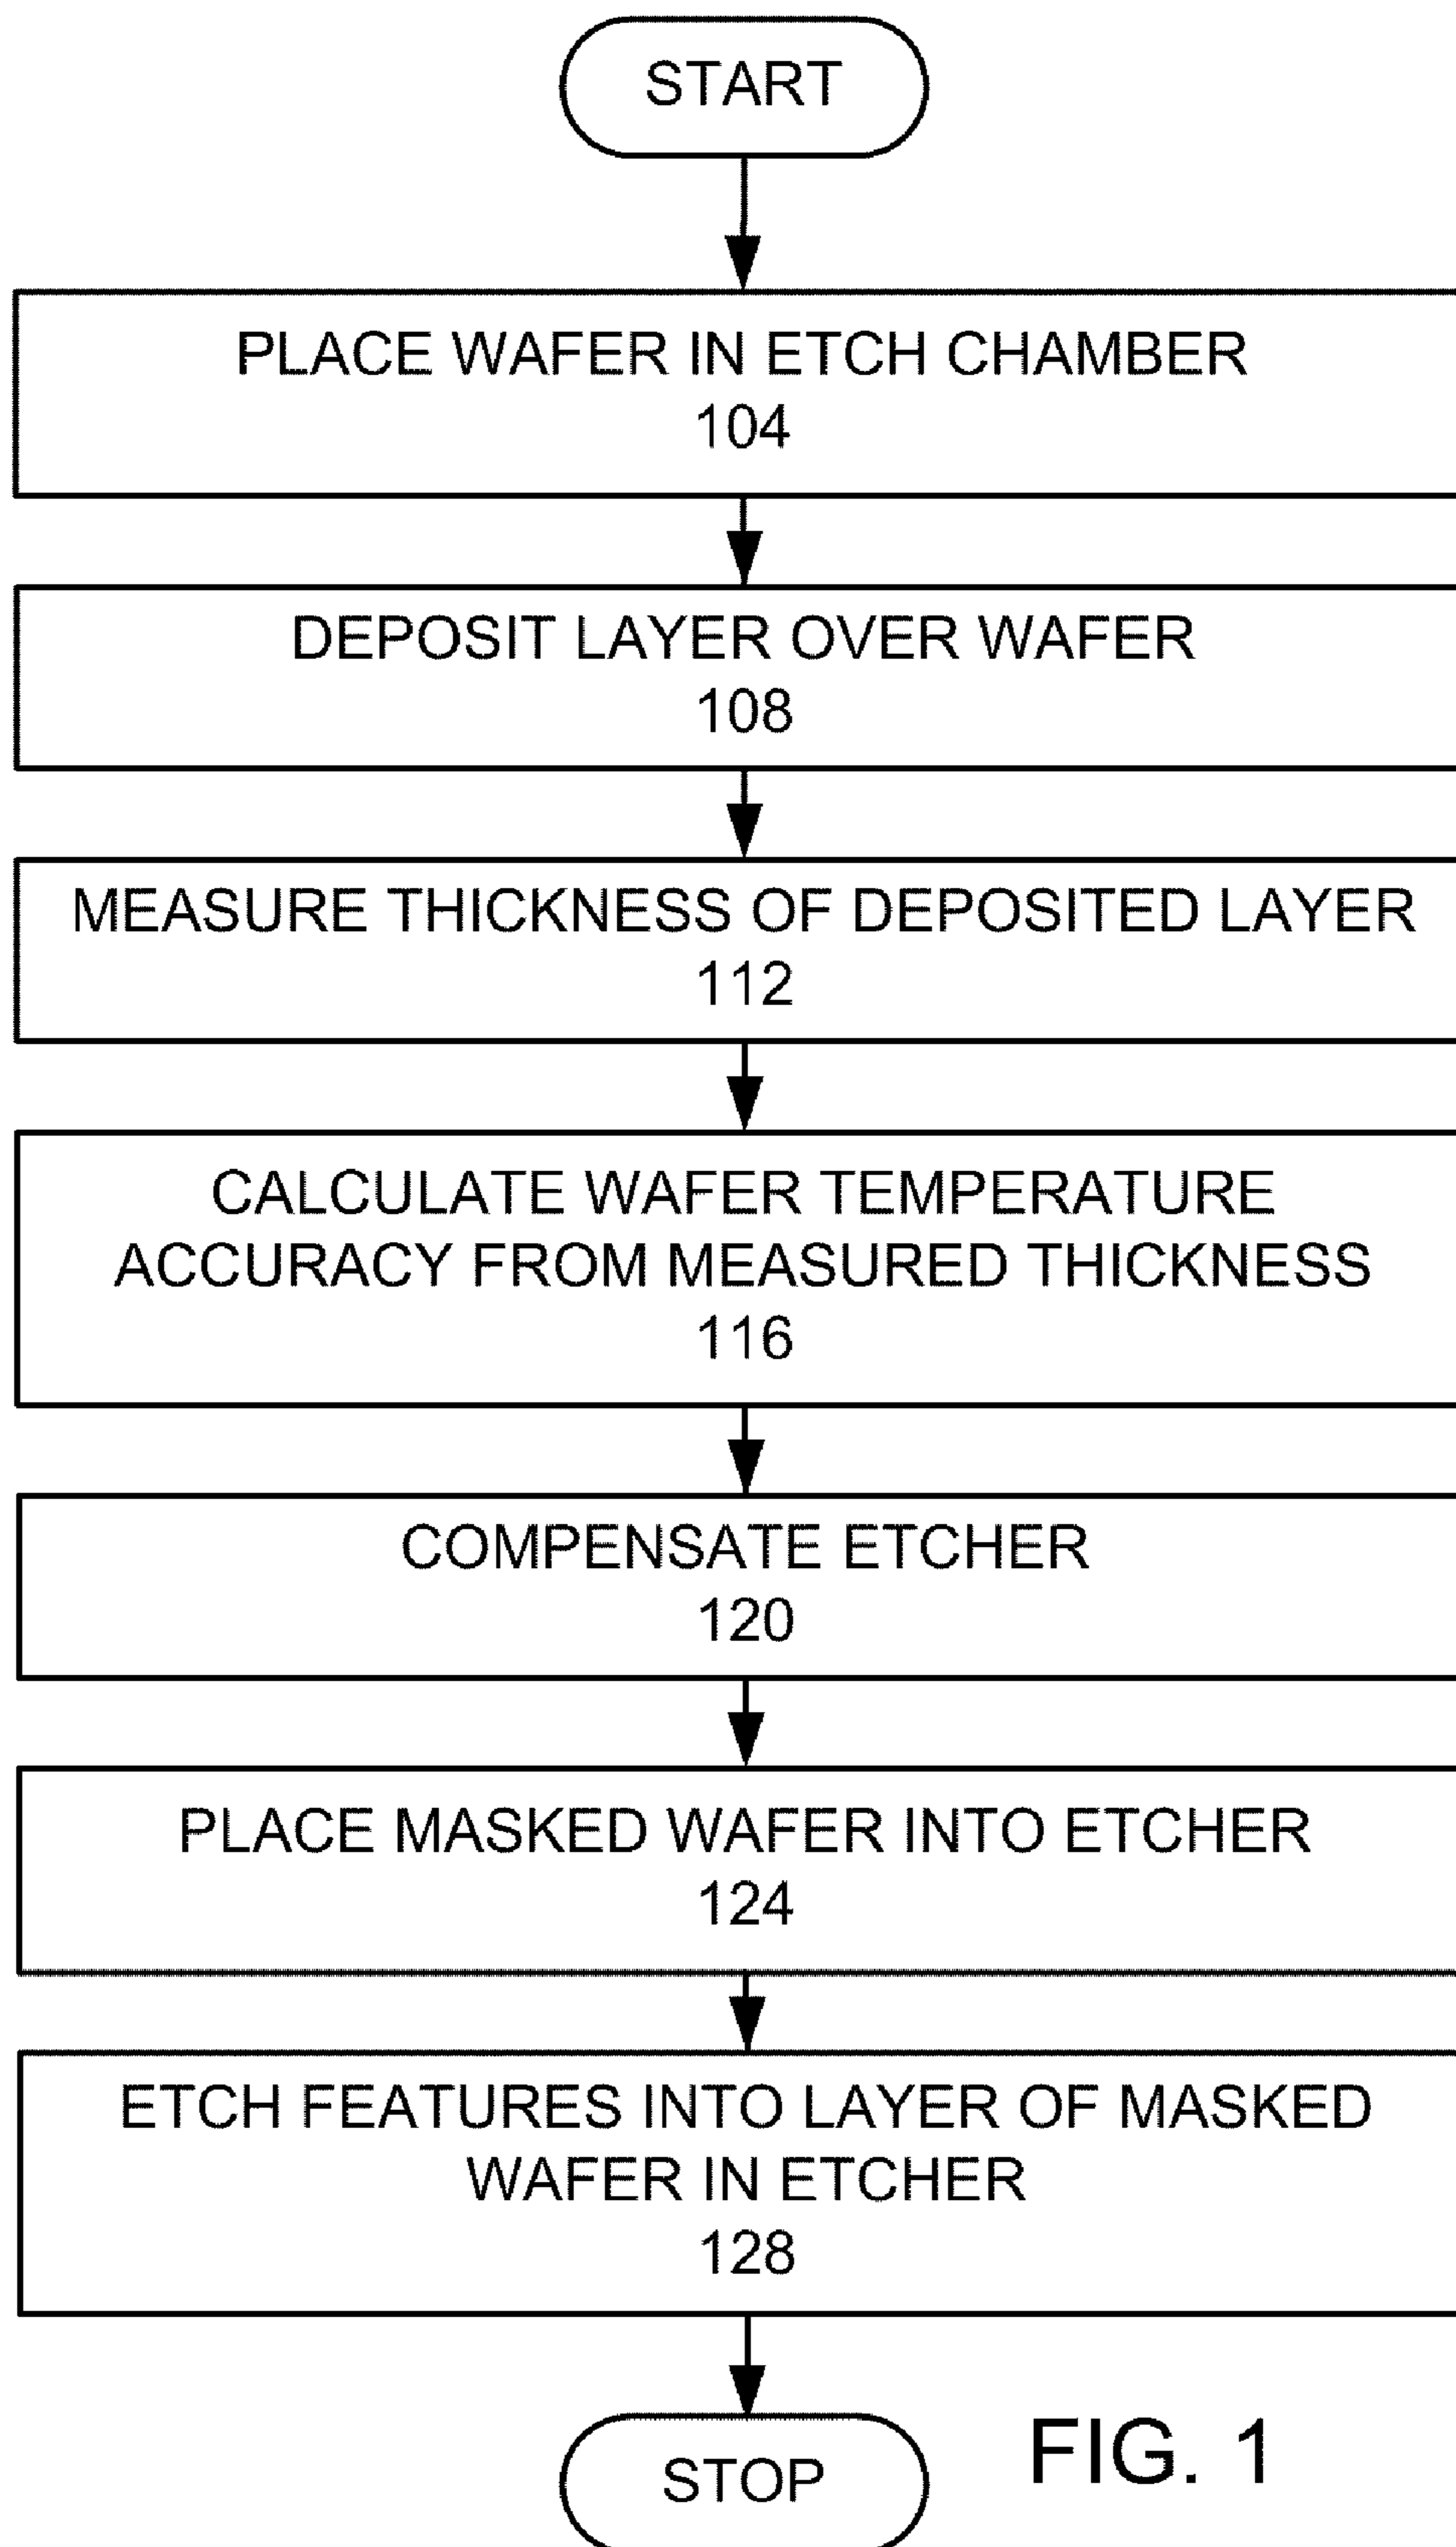 START
PLACE WAFER IN ETCH CHAMBER
104
DEPOSIT LAYER OVER WAFER
108
MEASURE THICKNESS OF DEPOSITED LAYER
112
CALCULATE WAFER TEMPERATURE
ACCURACY FROM MEASURED THICKNESS
116
COMPENSATE ETCHER
120
PLACE MASKED WAFER INTO ETCHER
124
ETCH FEATURES INTO LAYER OF MASKED
WAFER IN ETCHER
128
STOP
FIG. 1